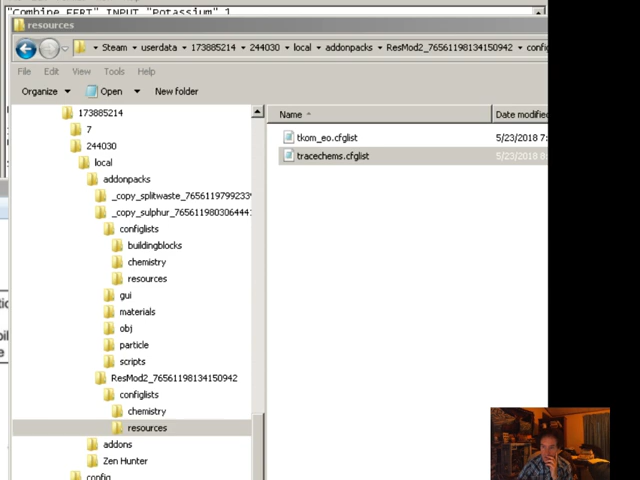 "Combine FERT" INPUT "Potassium" 1
resources
Steam userdata 173885214 244030 local addonpacks ResMod2_76561198134150942 config
File Edit View Tools Help
Organize Open New folder
173885214
7
244030
local
addonpacks
_copy_splitwaste_7656119799233
_copy_sulphur_765611980306444
configlists
buildingblocks
chemistry
resources
gui
materials
obj
particle
scripts
ResMod2_76561198134150942
configlists
chemistry
resources
addons
Zen Hunter
config
Name Date modified
tkom_eo.cfglist 5/23/2018 7:
tracechems.cfglist 5/23/2018